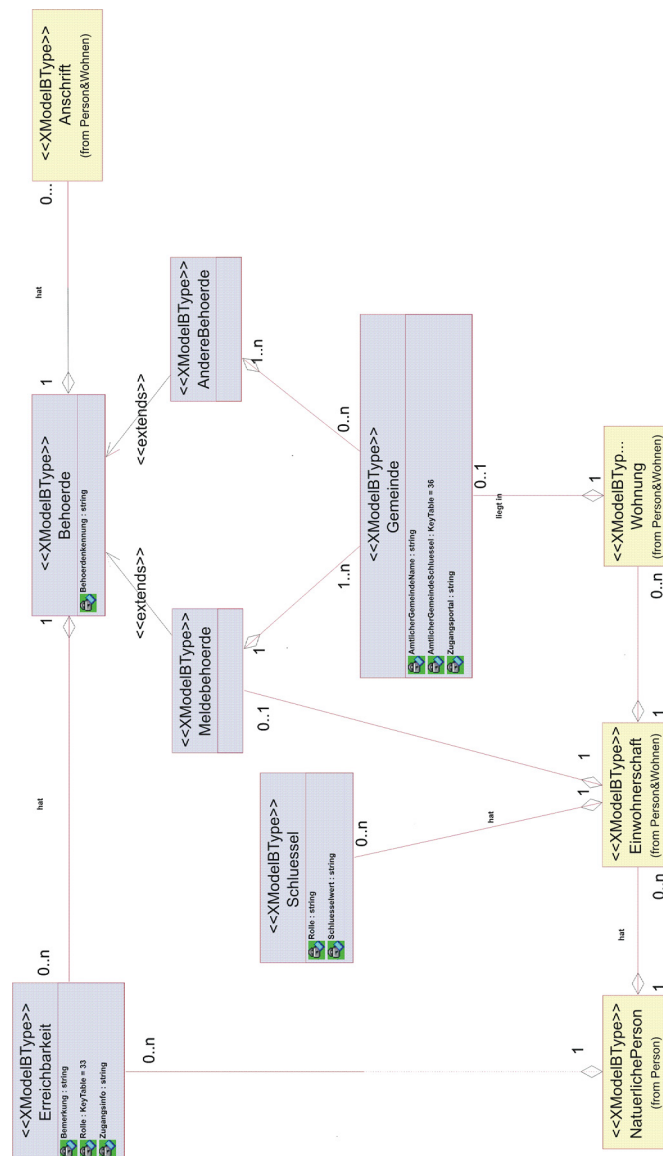 <<XModelBType>>
Erreichbarkeit
Bemerkung : string
Rolle : KeyTable = 33
Zugangsinfo : string
0..n
hat
1
<<XModelBType>>
Behoerde
Behoerdenkennung : string
1
hat
0...
<<XModelBType>>
Anschrift
(from Person&Wohnen)
<<extends>>
<<extends>>
<<XModelBType>>
Meldebehoerde
0..1
1
<<XModelBType>>
AndereBehoerde
1..n
0..n
<<XModelBType>>
Schluessel
Rolle : string
Schluesselwert : string
0..n
1..n
0..n
<<XModelBType>>
Gemeinde
AmtlicherGemeindeName : string
AmtlicherGemeindeSchluessel : KeyTable = 36
Zugangsportal : string
0..1
liegt in
hat
1
1
1
1
<<XModelBType>>
NatuerlichePerson
(from Person)
1
hat
0..n
<<XModelBType>>
Einwohnerschaft
(from Person&Wohnen)
1
0..n
<<XModelBTyp...
Wohnung
(from Person&Wohnen)